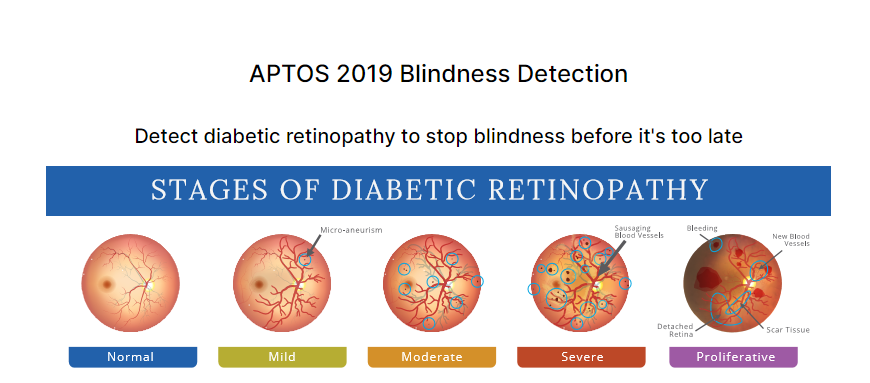 APTOS 2019 Blindness Detection
Detect diabetic retinopathy to stop blindness before it's too late
STAGES OF DIABETIC RETINOPATHY
Micro-aneurism
Sausaging
Blood Vessels
Bleeding
New Blood
Vessels
Detached
Retina
Scar Tissue
Normal
Mild
Moderate
Severe
Proliferative